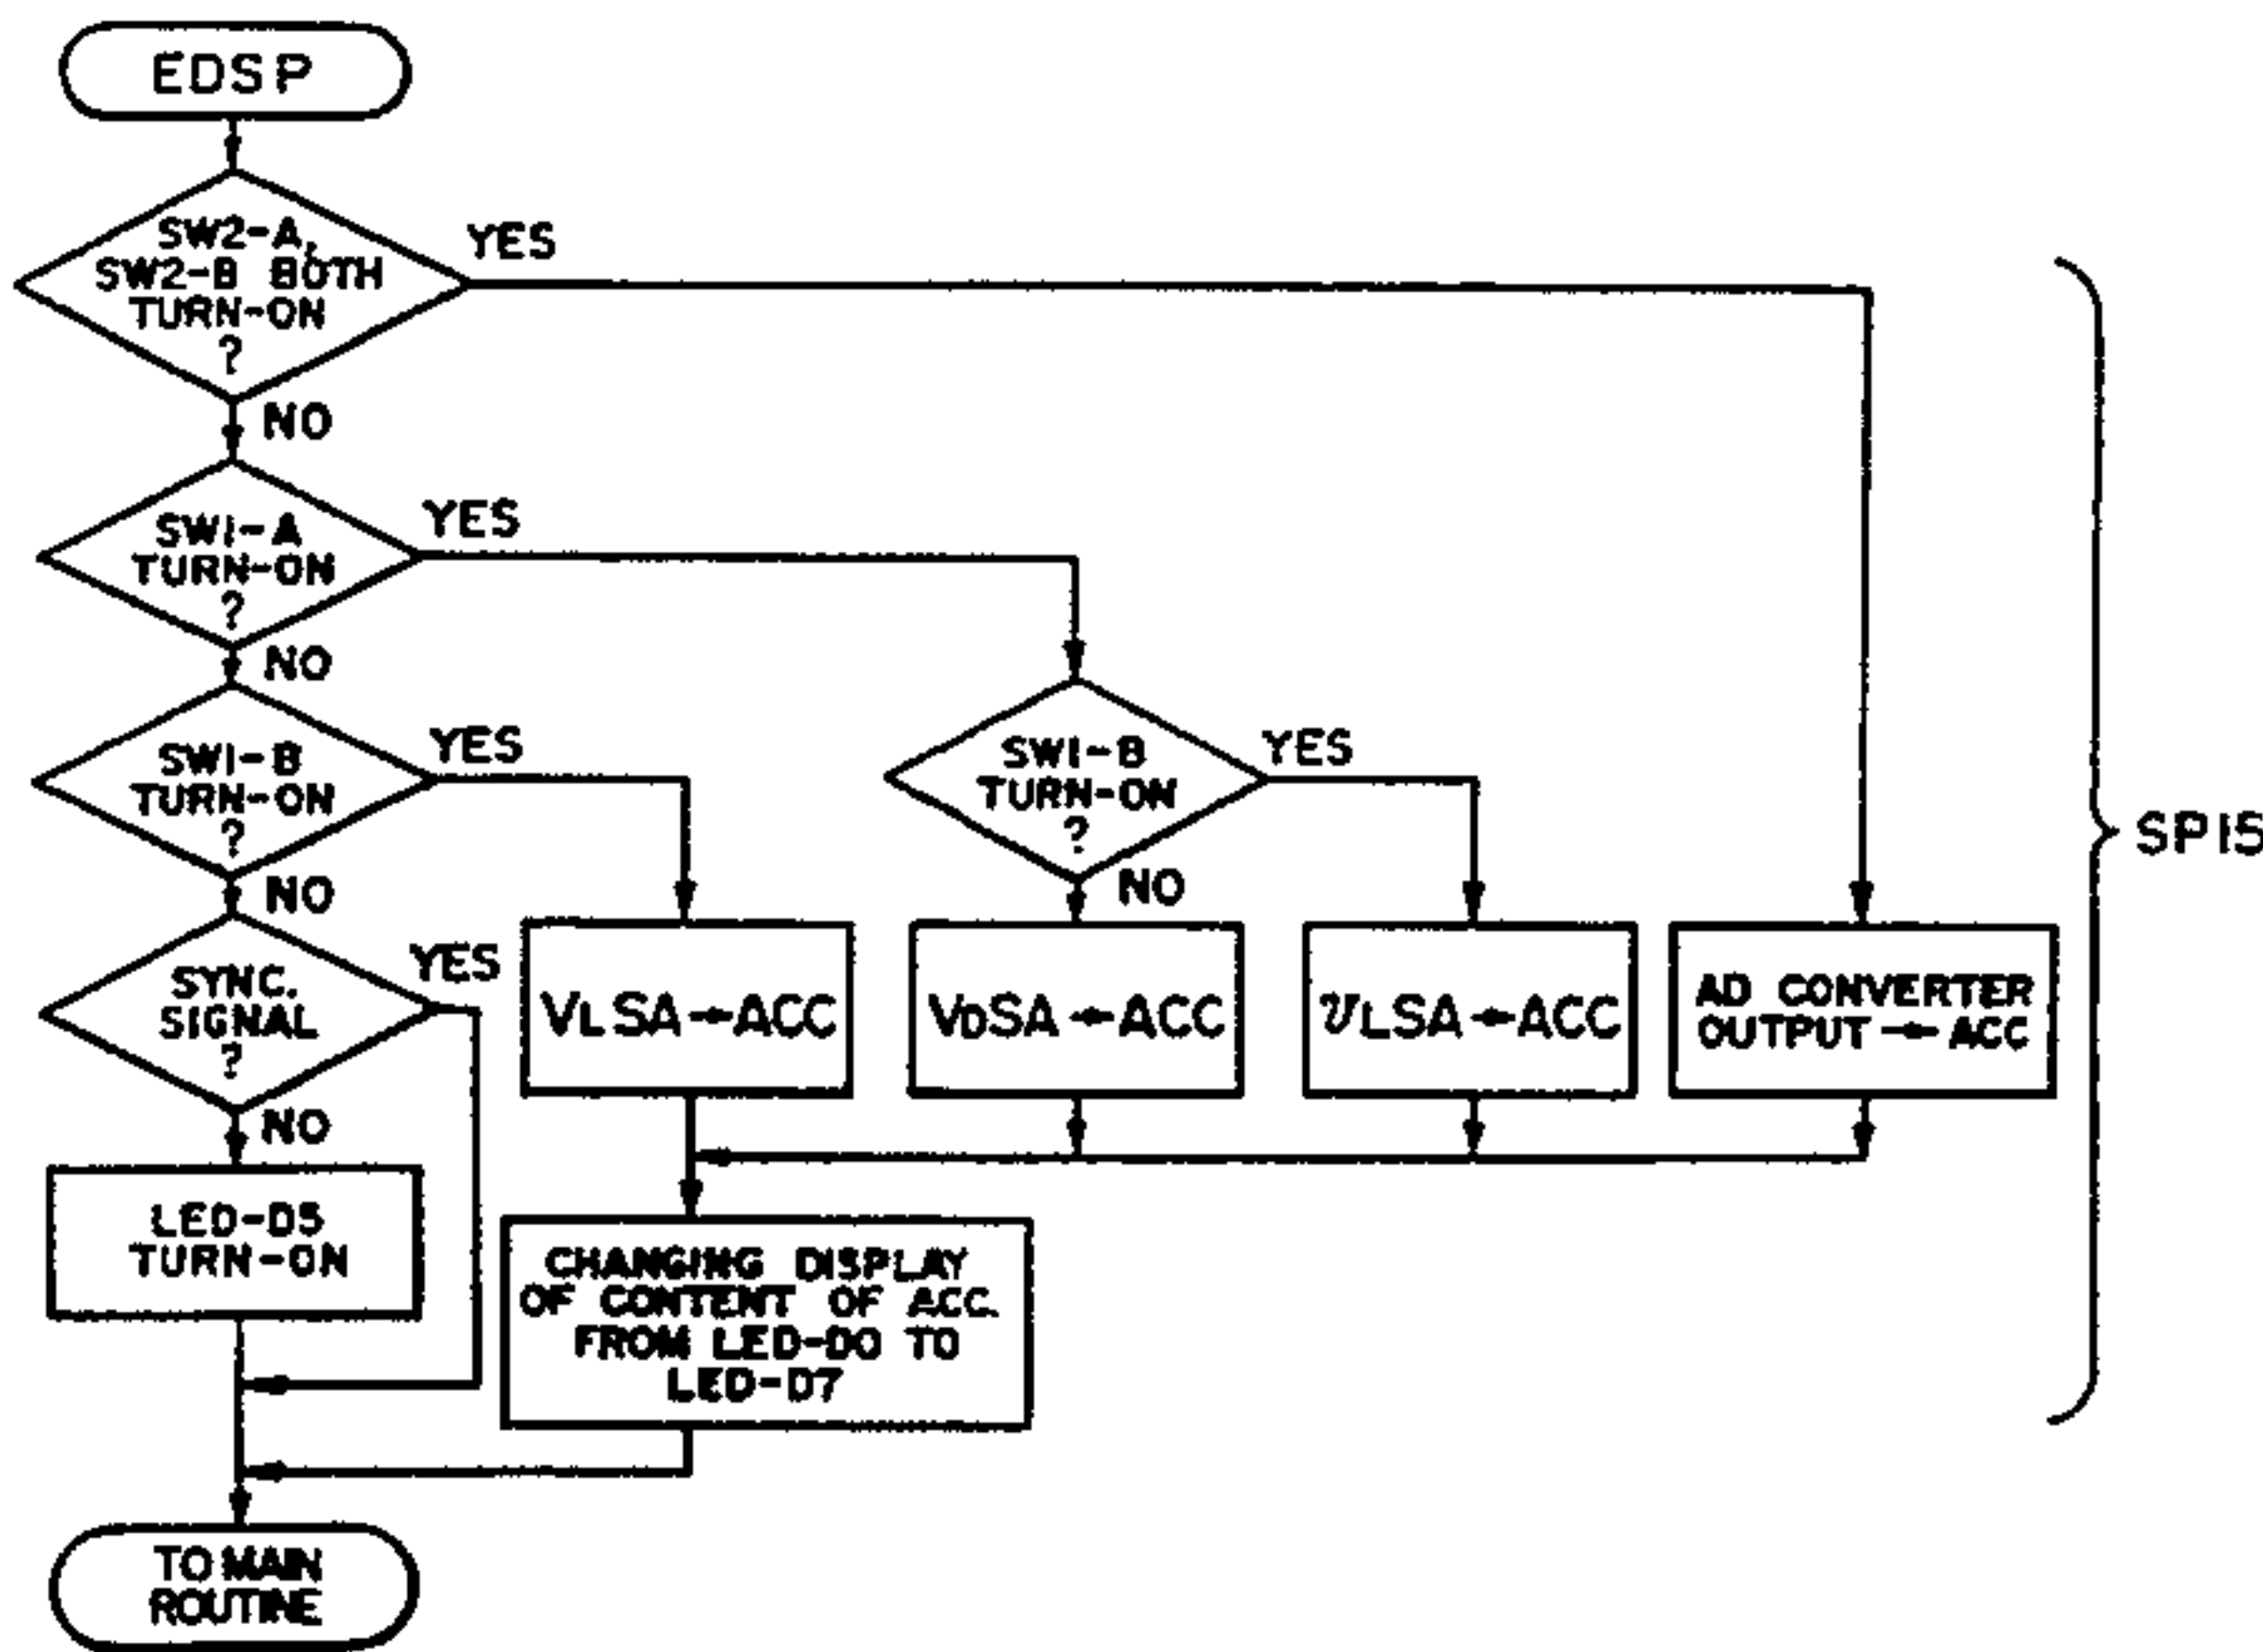 EDSP
SW2-A,
SW2-B BOTH
TURN-ON
?
YES
NO
SW1-A
TURN-ON
?
YES
NO
SW1-B
TURN-ON
?
YES
NO
SW1-B
TURN-ON
?
YES
NO
SYNC.
SIGNAL
?
YES
NO
VLSA→ACC
VDSA→ACC
𝓋LSA→ACC
AD CONVERTER
OUTPUT→ACC
SPIS
LED-D5
TURN-ON
CHANGING DISPLAY
OF CONTENT OF ACC.
FROM LED-D0 TO
LED-D7
TO MAIN
ROUTINE